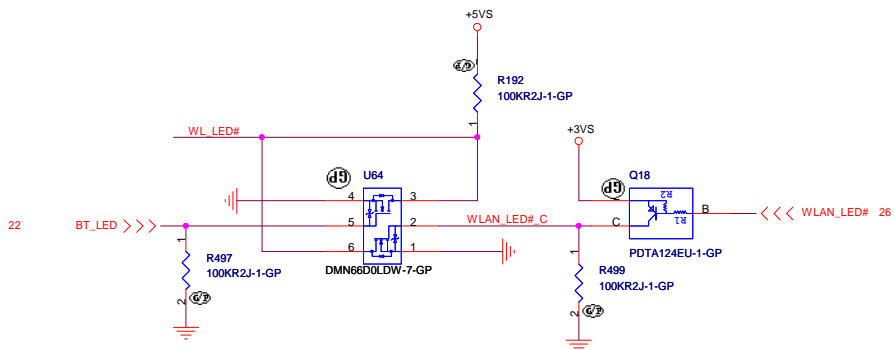 +5VS
G/P
R192
100KR2J-1-GP
1
WL_LED#
+3VS
GP
U64
GP
Q18
4
3
R2
R1
B
WLAN_LED# 26
22
BT_LED
5
2
WLAN_LED#_C
C
6
1
DMN66D0LDW-7-GP
PDTA124EU-1-GP
1
R497
100KR2J-1-GP
2
G/P
1
R499
100KR2J-1-GP
2
G/P